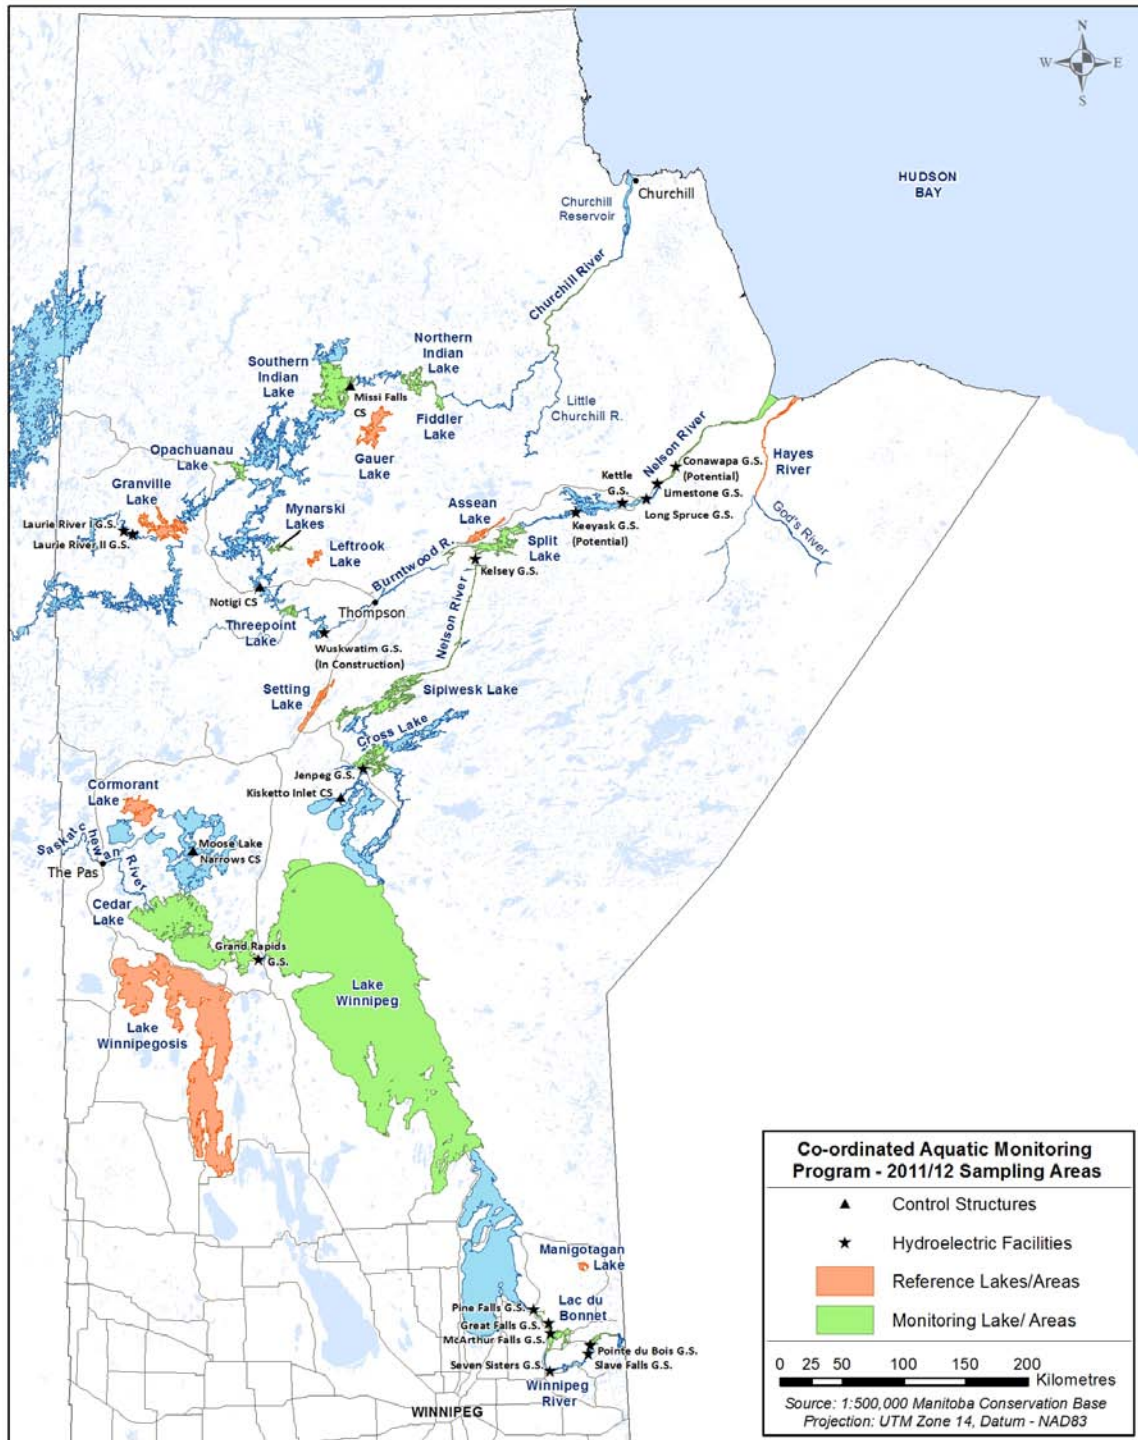 N
W
E
S
HUDSON
BAY
Churchill
Churchill
Reservoir
Churchill River
Northern
Indian
Lake
Southern
Indian
Lake
Missi Falls
CS
Fiddler
Lake
Little
Churchill R.
Gauer
Lake
Opachuanau
Lake
Granville
Lake
Nelson River
Hayes
River
Conawapa G.S.
(Potential)
Kettle
G.S.
Limestone G.S.
Long Spruce G.S.
Mynarski
Lakes
Assean
Lake
Laurie River I G.S.
Laurie River II G.S.
Keeyask G.S.
(Potential)
God's River
Split
Lake
Leftrook
Lake
Burntwood R.
Kelsey G.S.
Notigi CS
Thompson
Threepoint
Lake
Nelson River
Wuskwatim G.S.
(In Construction)
Setting
Lake
Sipiwesk Lake
Cross Lake
Jenpeg G.S.
Kisketto Inlet CS
Cormorant
Lake
Saskatchewan River
Moose Lake
Narrows CS
The Pas
Cedar
Lake
Grand Rapids
G.S.
Lake
Winnipeg
Lake
Winnipegosis
Manigotagan
Lake
Pine Falls G.S.
Lac du
Bonnet
Great Falls G.S.
McArthur Falls G.S.
Pointe du Bois G.S.
Seven Sisters G.S.
Slave Falls G.S.
Winnipeg
River
WINNIPEG
Co-ordinated Aquatic Monitoring
Program - 2011/12 Sampling Areas
Control Structures
Hydroelectric Facilities
Reference Lakes/Areas
Monitoring Lake/ Areas
0 25 50 100 150 200
Kilometres
Source: 1:500,000 Manitoba Conservation Base
Projection: UTM Zone 14, Datum - NAD83